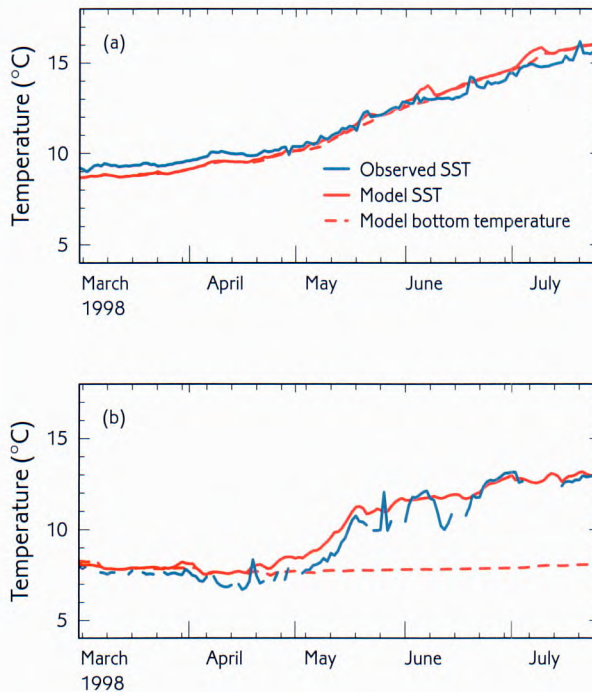 (a)
Temperature (°C)
15
10
5
Observed SST
Model SST
Model bottom temperature
March April May June July
1998
(b)
Temperature (°C)
15
10
5
March April May June July
1998